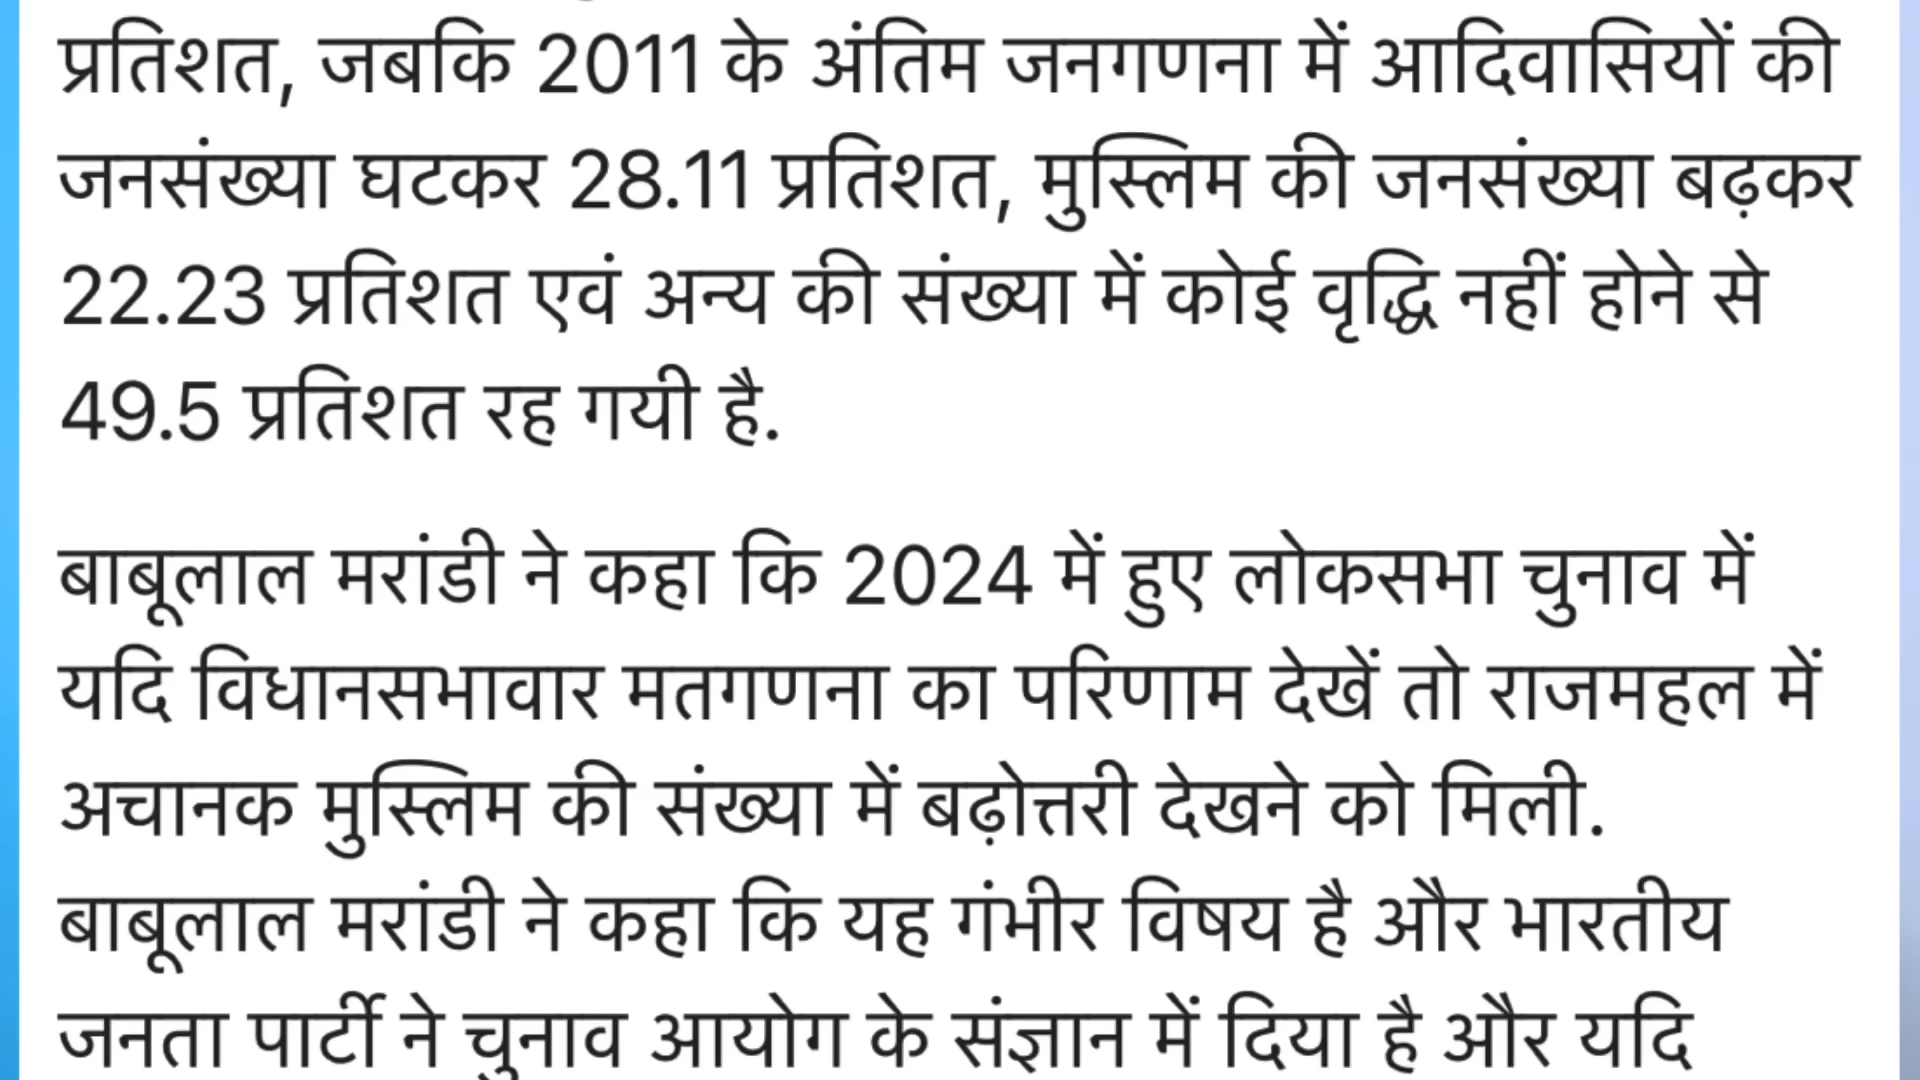 प्रतिशत, जबकि 2011 के अंतिम जनगणना में आदिवासियों की
जनसंख्या घटकर 28.11 प्रतिशत, मुस्लिम की जनसंख्या बढ़कर
22.23 प्रतिशत एवं अन्य की संख्या में कोई वृद्धि नहीं होने से
49.5 प्रतिशत रह गयी है.
बाबूलाल मरांडी ने कहा कि 2024 में हुए लोकसभा चुनाव में
यदि विधानसभावार मतगणना का परिणाम देखें तो राजमहल में
अचानक मुस्लिम की संख्या में बढ़ोत्तरी देखने को मिली.
बाबूलाल मरांडी ने कहा कि यह गंभीर विषय है और भारतीय
जनता पार्टी ने चुनाव आयोग के संज्ञान में दिया है और यदि